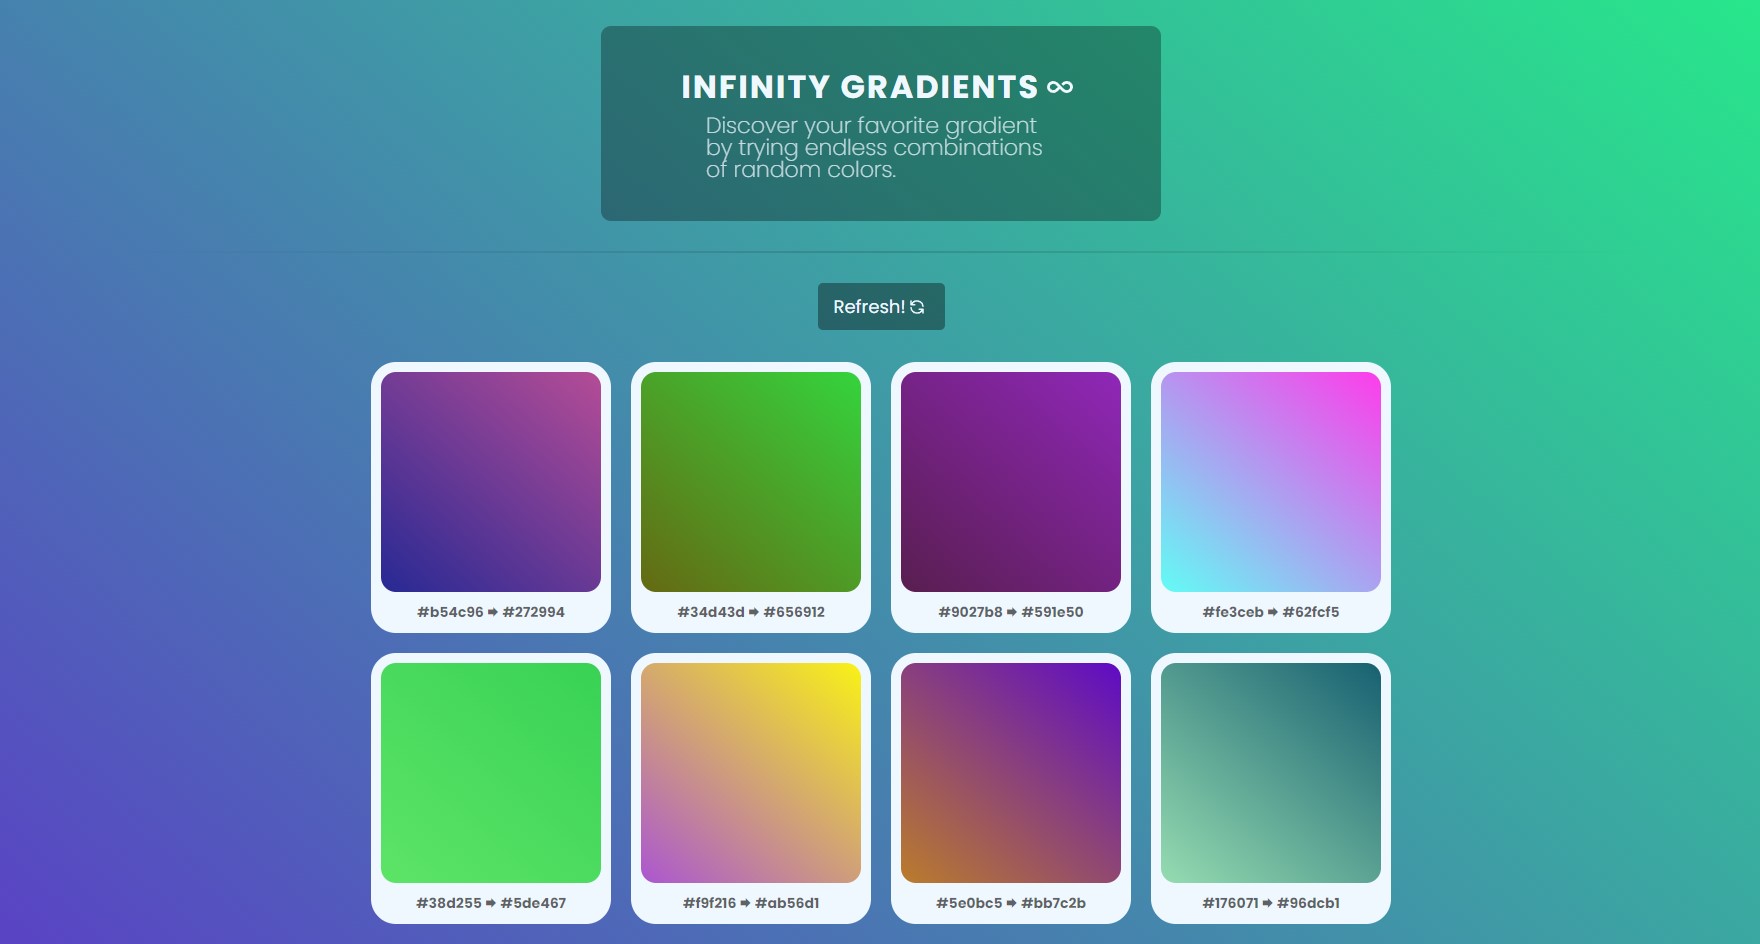 INFINITY GRADIENTS ∞
Discover your favorite gradient
by trying endless combinations
of random colors.
Refresh!
#b54c96 ➡ #272994
#34d43d ➡ #656912
#9027b8 ➡ #591e50
#fe3ceb ➡ #62fcf5
#38d255 ➡ #5de467
#f9f216 ➡ #ab56d1
#5e0bc5 ➡ #bb7c2b
#176071 ➡ #96dcb1